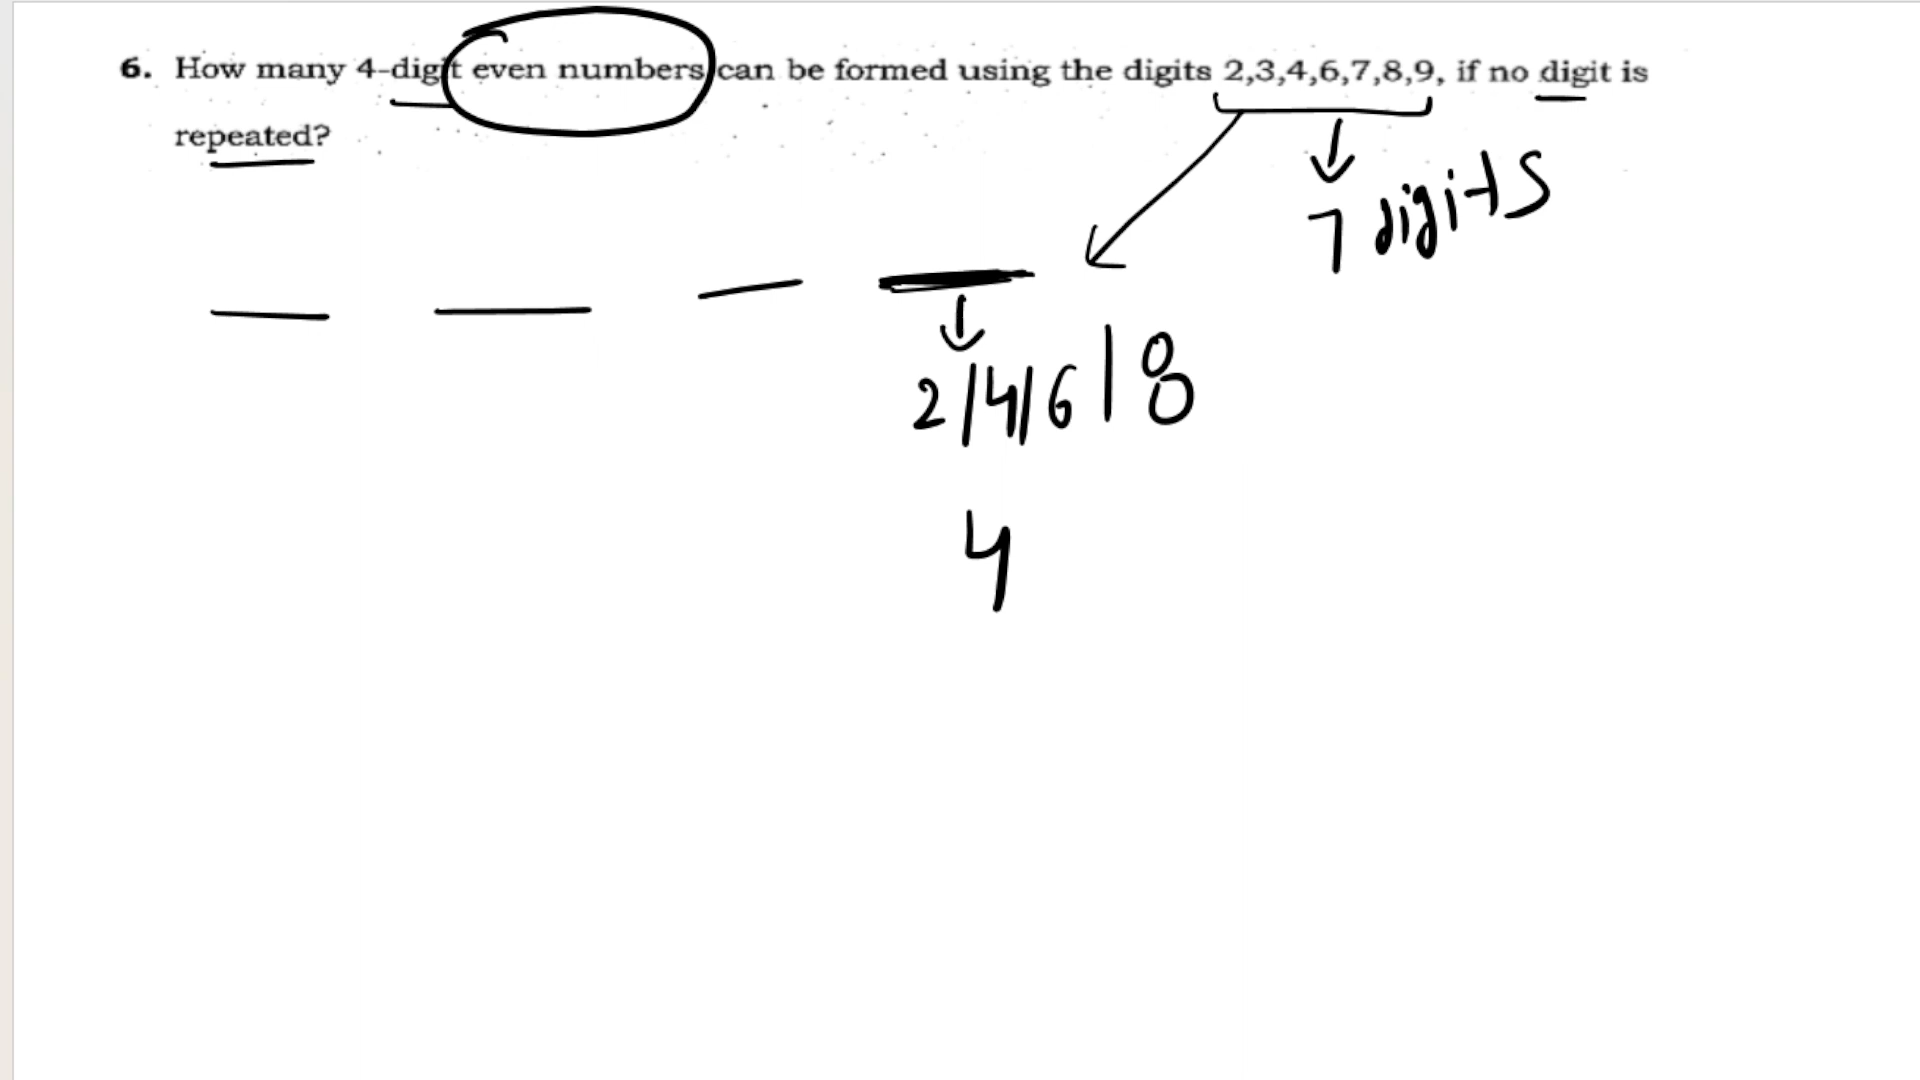 6. How many 4-digit even numbers can be formed using the digits 2,3,4,6,7,8,9, if no digit is
repeated?
7 digits
2/4/6/8
4